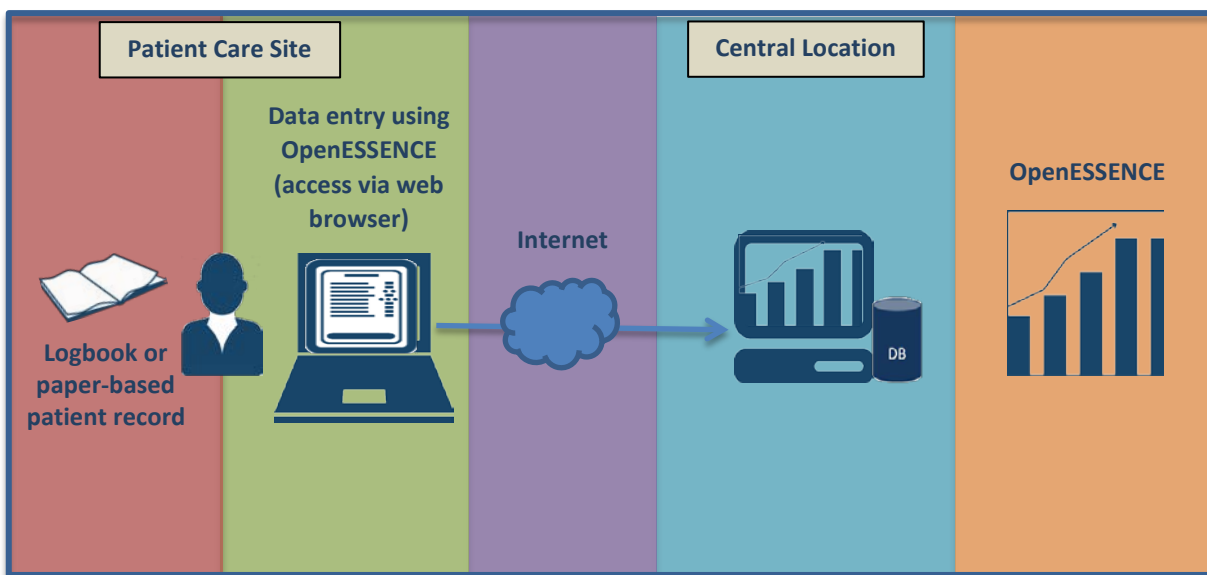 Patient Care Site
Central Location
Data entry using
OpenESSENCE
(access via web
browser)
OpenESSENCE
Internet
Logbook or
paper-based
patient record
DB